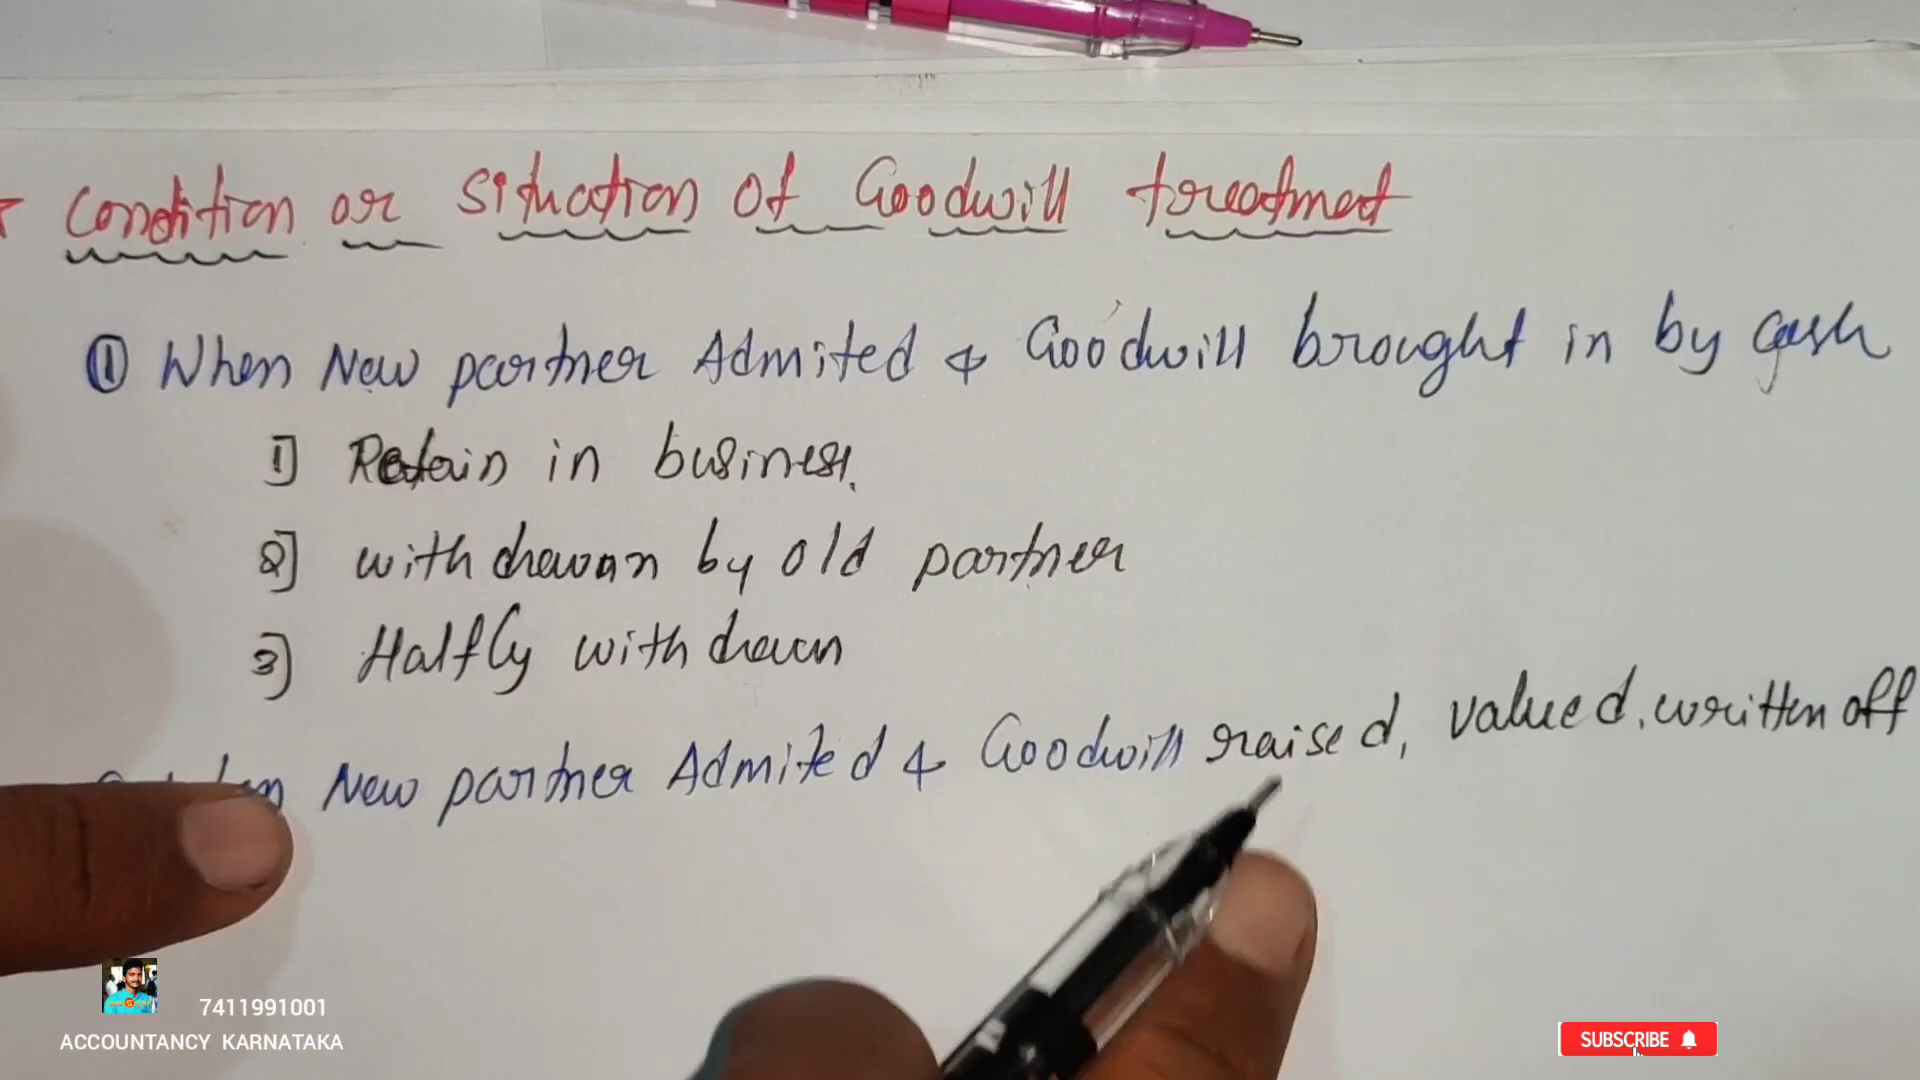 Condition or Situation Of Goodwill treatment
① When New partner Admited & Goodwill brought in by Cash
1] Retain in business.
2] with drawn by old partner
3] Halfly with drawn
New partner Admited & Goodwill raised, valued, written off
7411991001
ACCOUNTANCY KARNATAKA
SUBSCRIBE